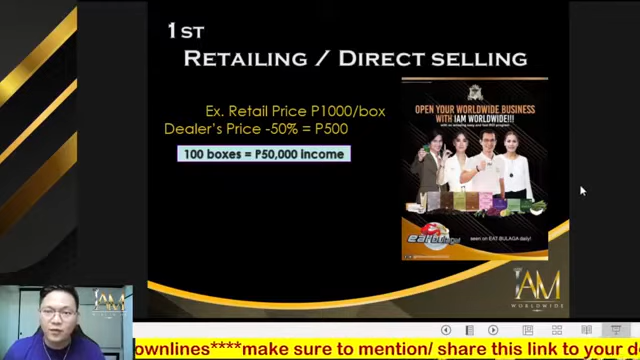 1ST
RETAILING / DIRECT SELLING
Ex. Retail Price P1000/box
Dealer's Price -50% = P500
100 boxes = P50,000 income
OPEN YOUR WORLDWIDE BUSINESS
WITH IAM WORLDWIDE!!!
seen on EAT BULAGA daily!
IAM
WORLDWIDE
IAM
WORLDWIDE
ownlines****make sure to mention/ share this link to your d